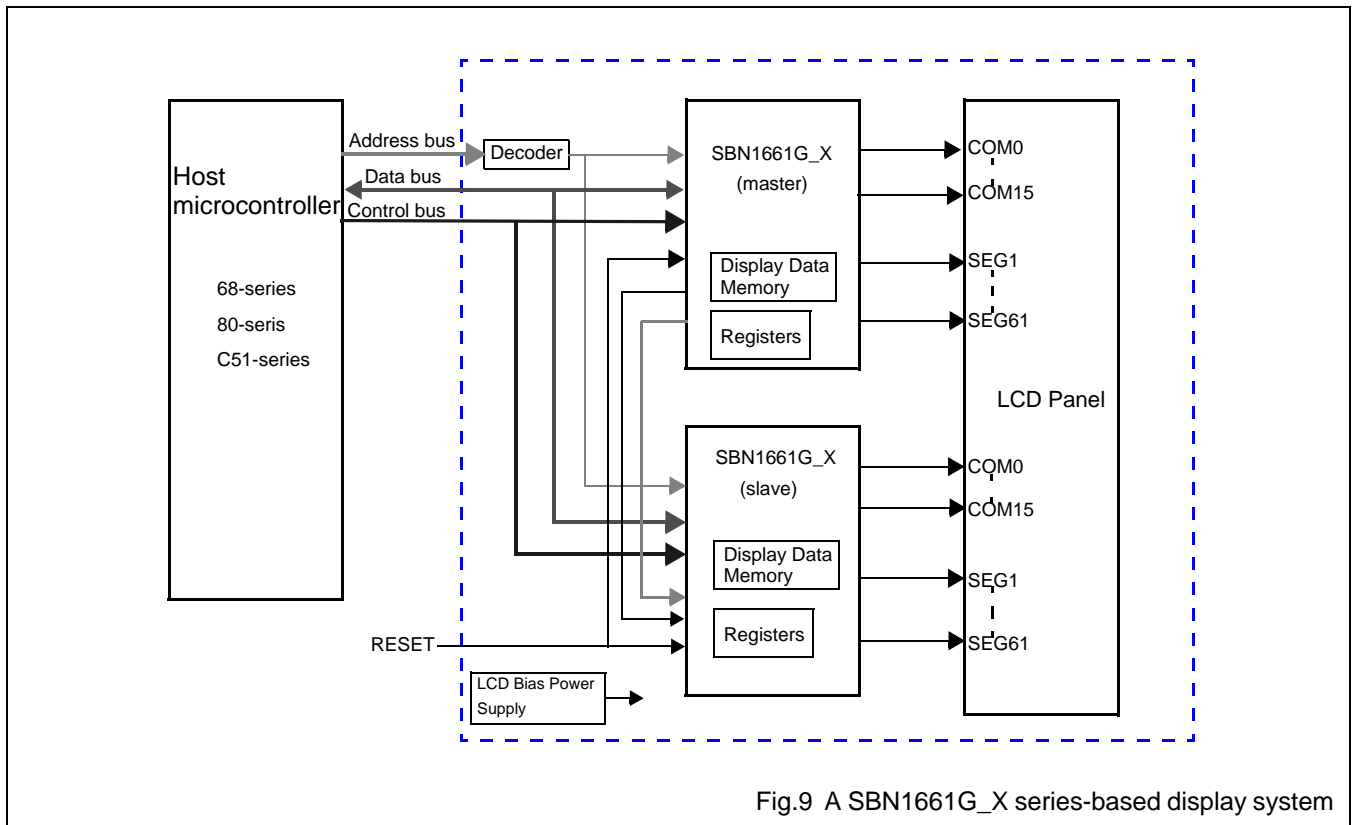 Host
microcontroller
68-series
80-seris
C51-series
Address bus
Data bus
Control bus
Decoder
SBN1661G_X
(master)
Display Data
Memory
Registers
COM0
COM15
SEG1
SEG61
LCD Panel
SBN1661G_X
(slave)
Display Data
Memory
Registers
COM0
COM15
SEG1
SEG61
RESET
LCD Bias Power
Supply
Fig.9 A SBN1661G_X series-based display system